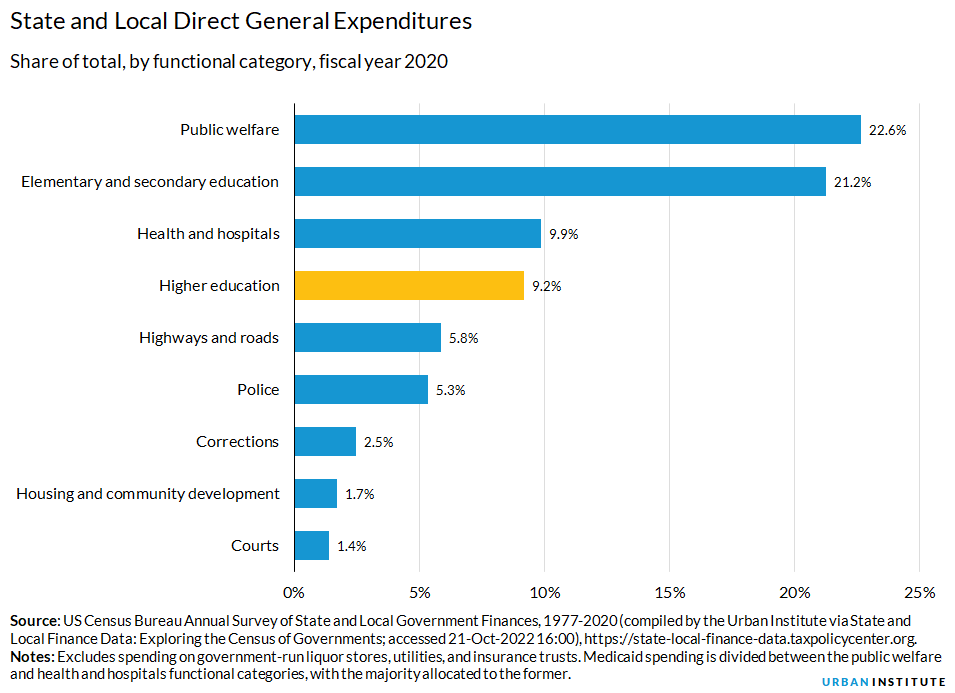 State and Local Direct General Expenditures
Share of total, by functional category, fiscal year 2020
Public welfare 22.6%
Elementary and secondary education 21.2%
Health and hospitals 9.9%
Higher education 9.2%
Highways and roads 5.8%
Police 5.3%
Corrections 2.5%
Housing and community development 1.7%
Courts 1.4%
0% 5% 10% 15% 20% 25%
Source: US Census Bureau Annual Survey of State and Local Government Finances, 1977-2020 (compiled by the Urban Institute via State and
Local Finance Data: Exploring the Census of Governments; accessed 21-Oct-2022 16:00), https://state-local-finance-data.taxpolicycenter.org.
Notes: Excludes spending on government-run liquor stores, utilities, and insurance trusts. Medicaid spending is divided between the public welfare
and health and hospitals functional categories, with the majority allocated to the former.
URBAN INSTITUTE